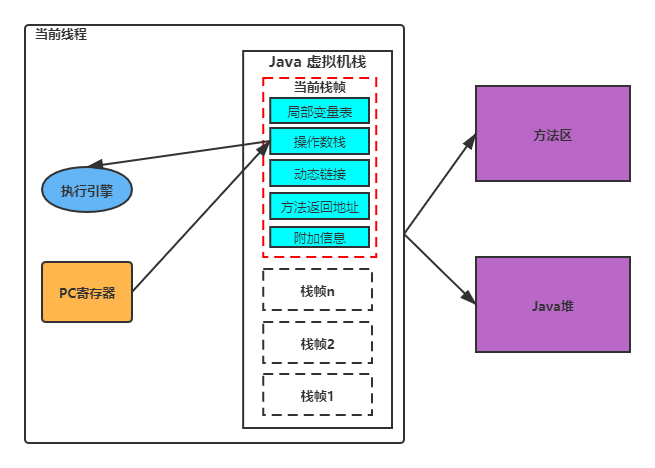 当前线程
Java 虚拟机栈
当前栈帧
局部变量表
操作数栈
动态链接
方法返回地址
附加信息
栈帧n
栈帧2
栈帧1
执行引擎
PC寄存器
方法区
Java堆